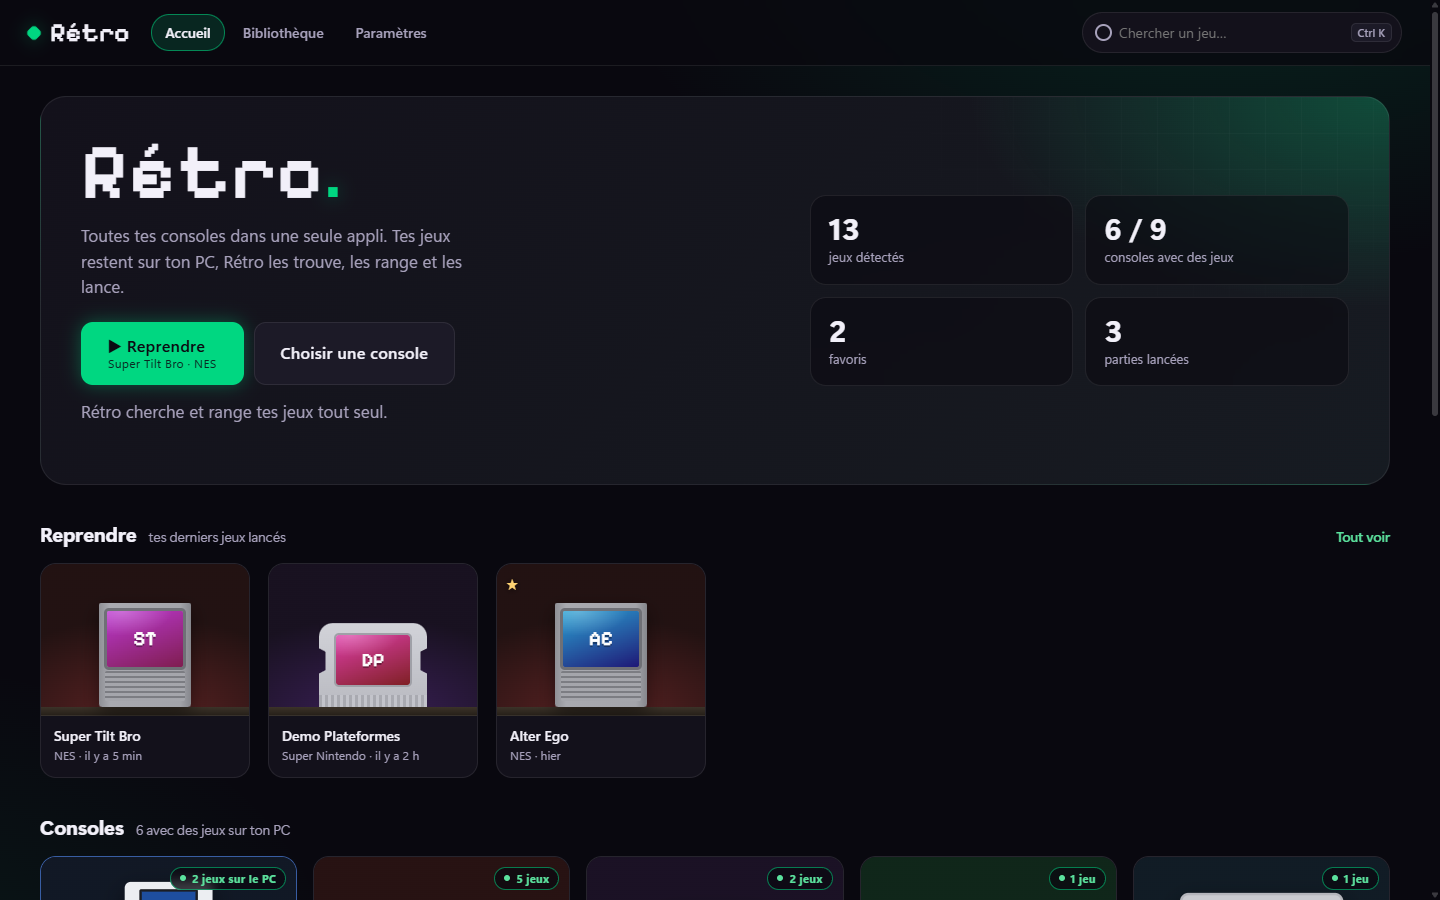 Rétro
Accueil
Bibliothèque
Paramètres
Chercher un jeu...
Ctrl K
Rétro.
Toutes tes consoles dans une seule appli. Tes jeux
restent sur ton PC, Rétro les trouve, les range et les
lance.
▶ Reprendre
Super Tilt Bro · NES
Choisir une console
Rétro cherche et range tes jeux tout seul.
13
jeux détectés
6 / 9
consoles avec des jeux
2
favoris
3
parties lancées
Reprendre tes derniers jeux lancés
Tout voir
ST
Super Tilt Bro
NES · il y a 5 min
DP
Demo Plateformes
Super Nintendo · il y a 2 h
AE
Alter Ego
NES · hier
Consoles 6 avec des jeux sur ton PC
2 jeux sur le PC
5 jeux
2 jeux
1 jeu
1 jeu